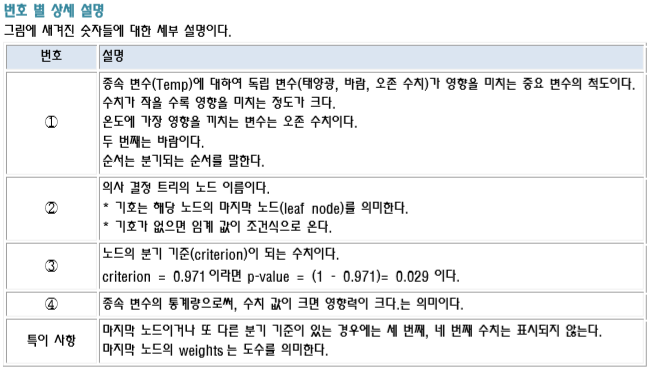 번호 별 상세 설명
그림에 새겨진 숫자들에 대한 세부 설명이다.
번호
설명
①
종속 변수(Temp)에 대하여 독립 변수(태양광, 바람, 오존 수치)가 영향을 미치는 중요 변수의 척도이다.
수치가 작을 수록 영향을 미치는 정도가 크다.
온도에 가장 영향을 끼치는 변수는 오존 수치이다.
두 번째는 바람이다.
순서는 분기되는 순서를 말한다.
②
의사 결정 트리의 노드 이름이다.
* 기호는 해당 노드의 마지막 노드(leaf node)를 의미한다.
* 기호가 없으면 임계 값이 조건식으로 온다.
③
노드의 분기 기준(criterion)이 되는 수치이다.
criterion = 0.971 이라면 p-value = (1 - 0.971)= 0.029 이다.
④
종속 변수의 통계량으로써, 수치 값이 크면 영향력이 크다.는 의미이다.
특이 사항
마지막 노드이거나 또 다른 분기 기준이 있는 경우에는 세 번째, 네 번째 수치는 표시되지 않는다.
마지막 노드의 weights 는 도수를 의미한다.